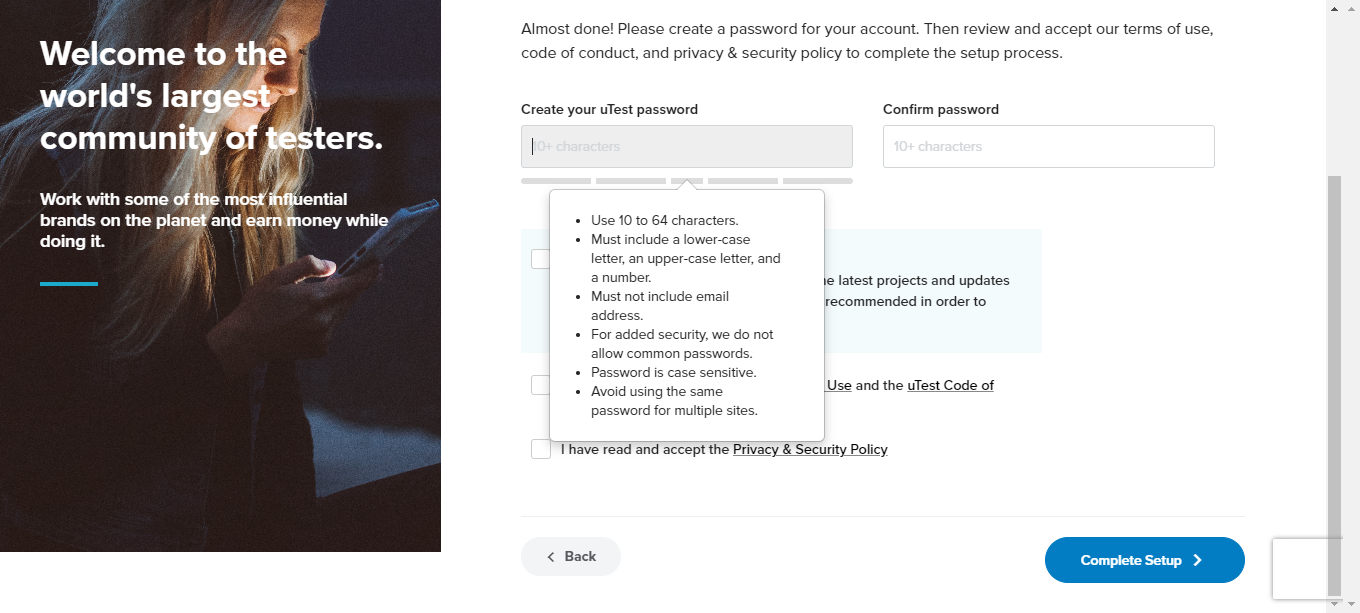 Welcome to the
world's largest
community of testers.
Work with some of the most influential
brands on the planet and earn money while
doing it.
Almost done! Please create a password for your account. Then review and accept our terms of use,
code of conduct, and privacy & security policy to complete the setup process.
Create your uTest password
Confirm password
10+ characters
10+ characters
Use 10 to 64 characters.
Must include a lower-case
letter, an upper-case letter, and
a number.
Must not include email
address.
For added security, we do not
allow common passwords.
Password is case sensitive.
Avoid using the same
password for multiple sites.
latest projects and updates
recommended in order to
Use and the uTest Code of
I have read and accept the Privacy & Security Policy
Back
Complete Setup